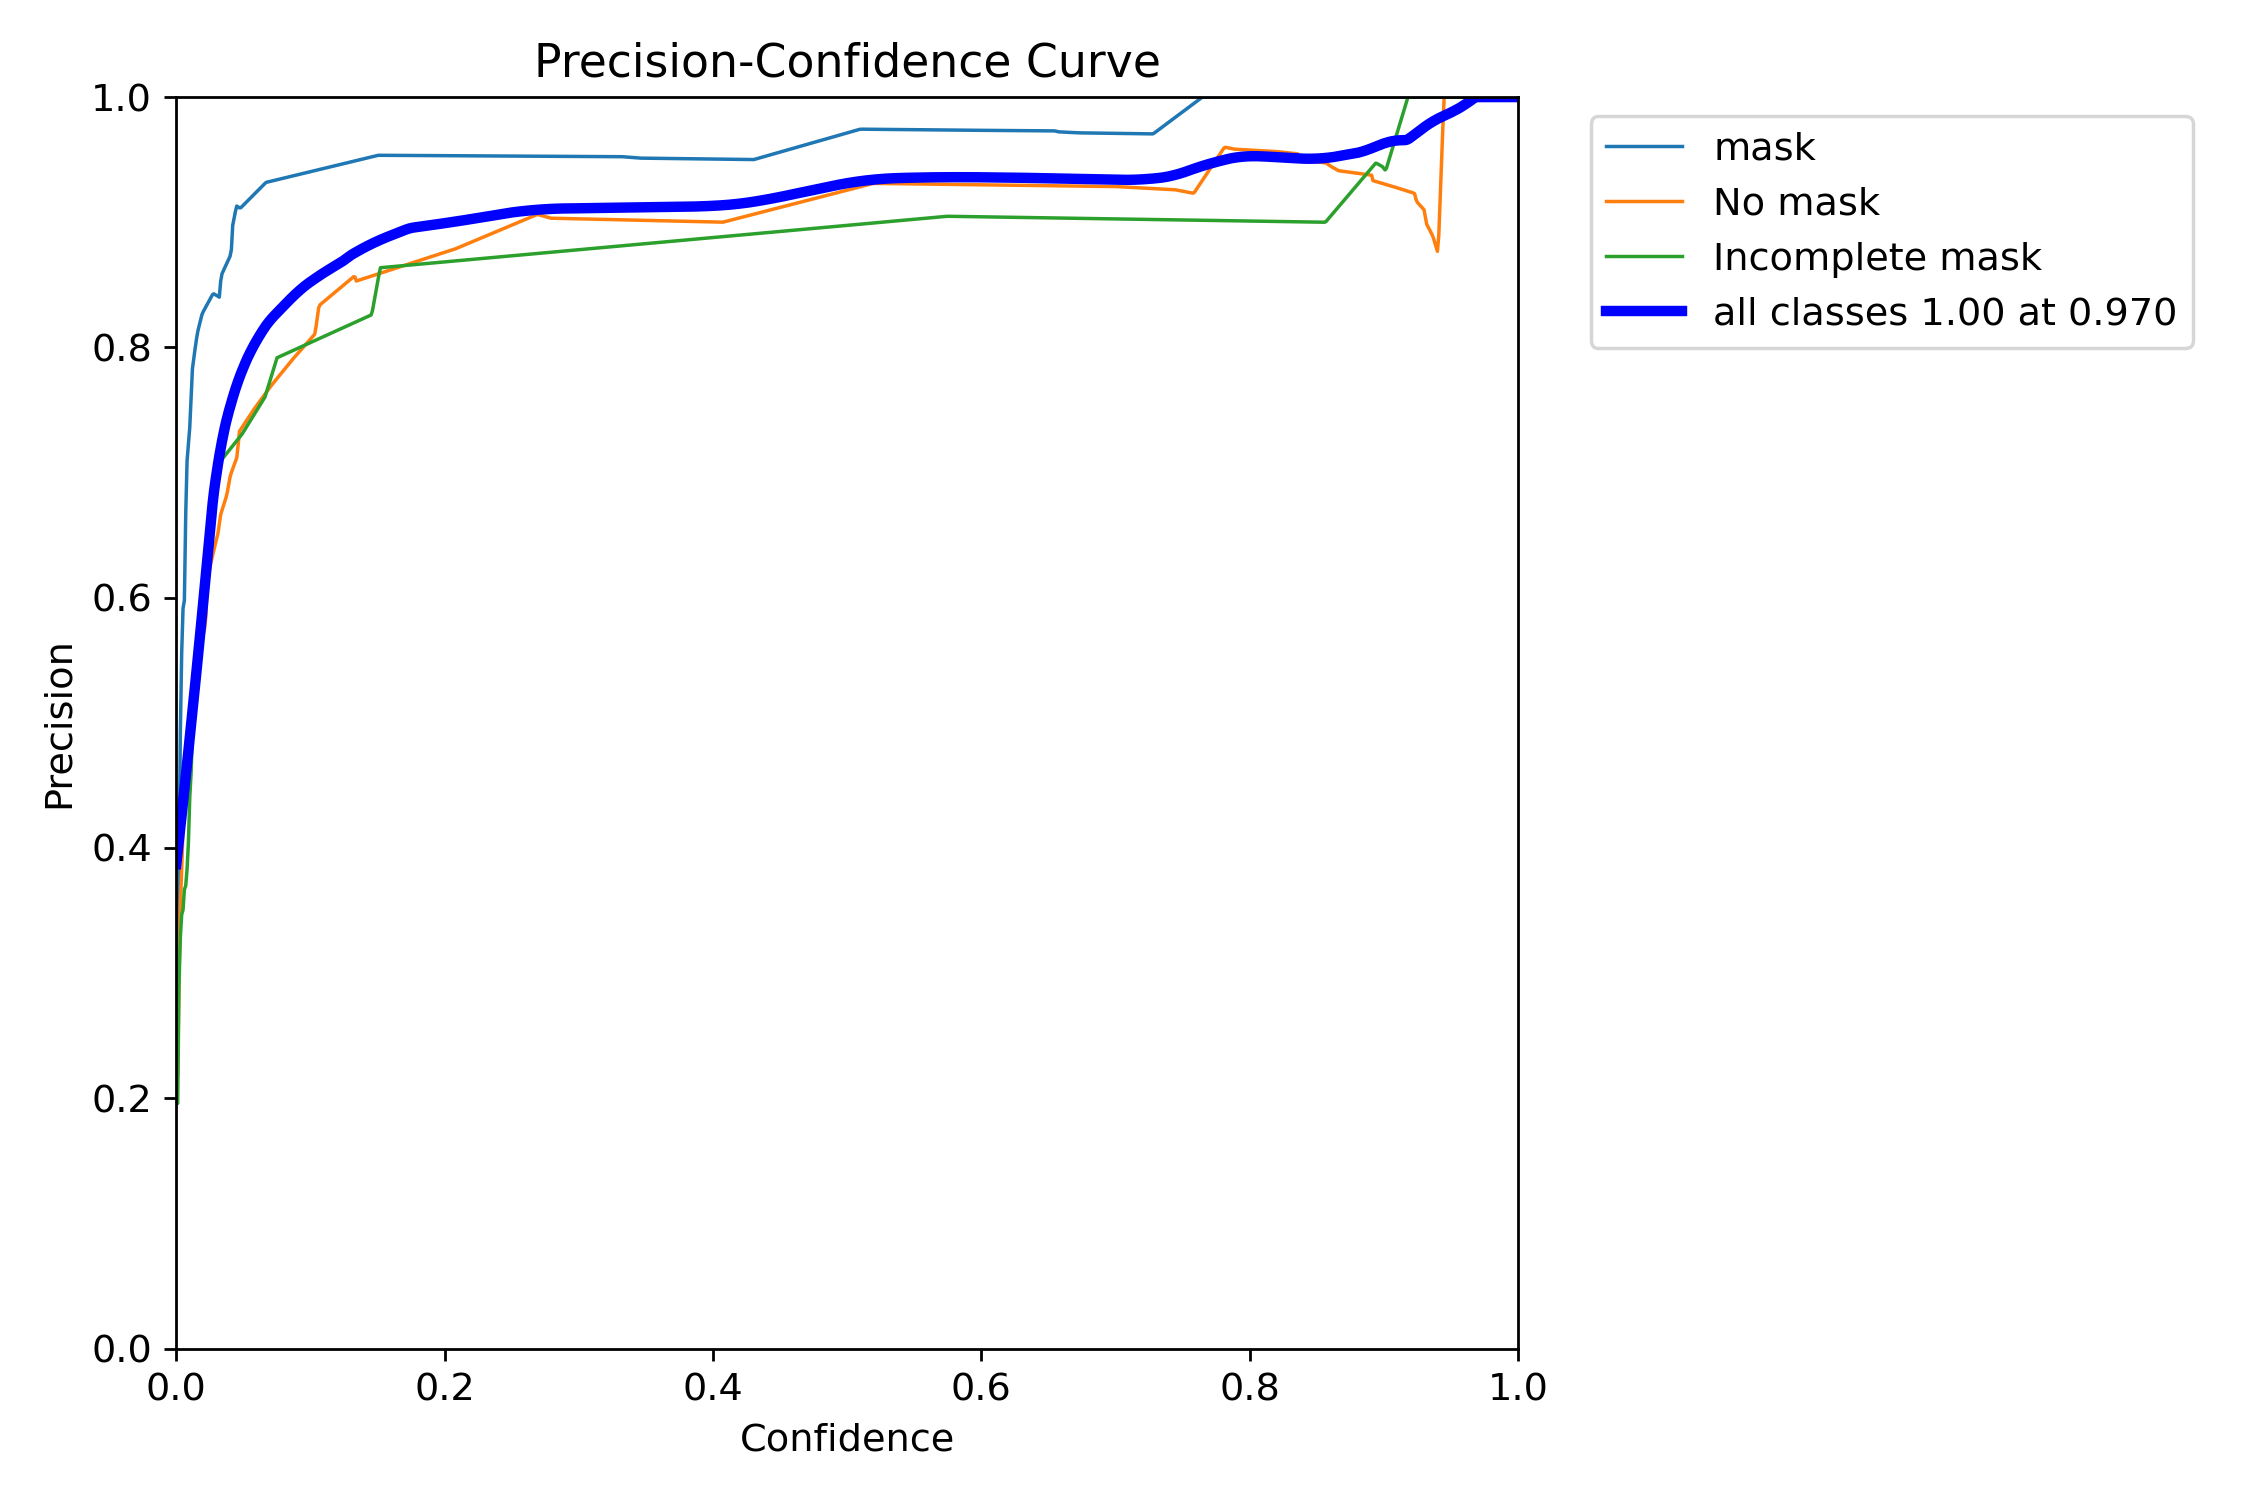 Precision-Confidence Curve
1.0
0.8
0.6
0.4
0.2
0.0
Precision
0.0 0.2 0.4 0.6 0.8 1.0
Confidence
mask
No mask
Incomplete mask
all classes 1.00 at 0.970